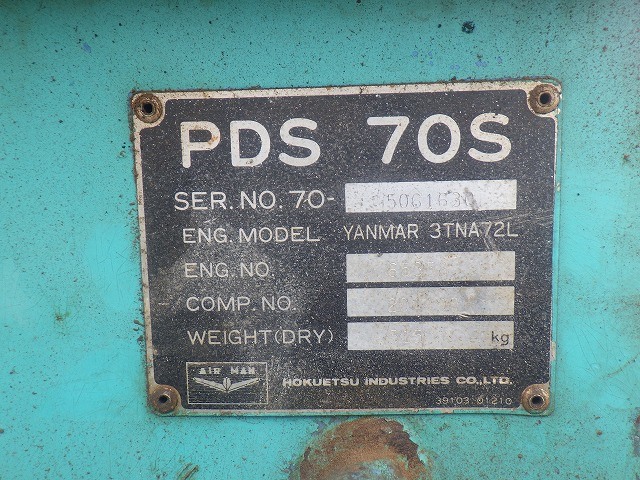 PDS 70S
SER. NO. 70-
ENG. MODEL YANMAR 3TNA72L
ENG. NO.
COMP. NO.
WEIGHT(DRY) kg
AIR MAN
HOKUETSU INDUSTRIES CO.,LTD.
39103 01210